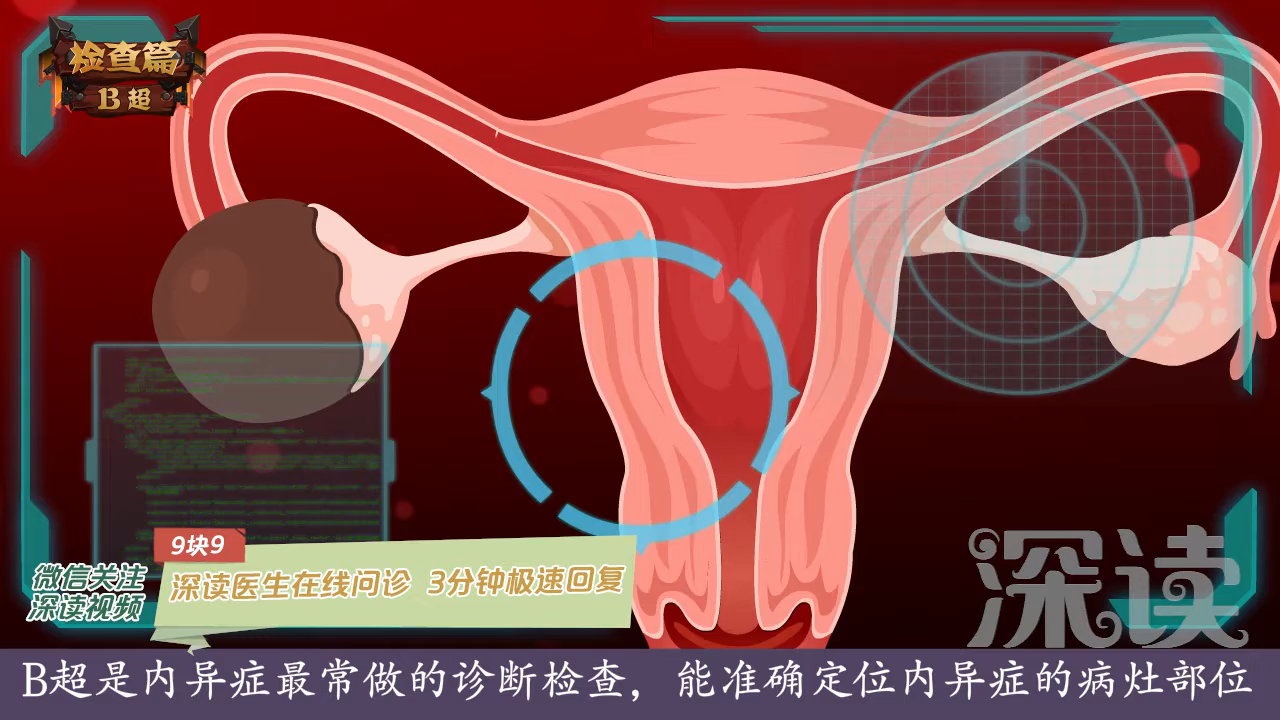 检查篇
B超
9块9
深读医生在线问诊 3分钟极速回复
微信关注
深读视频
深读
B超是内异症最常做的诊断检查，能准确定位内异症的病灶部位